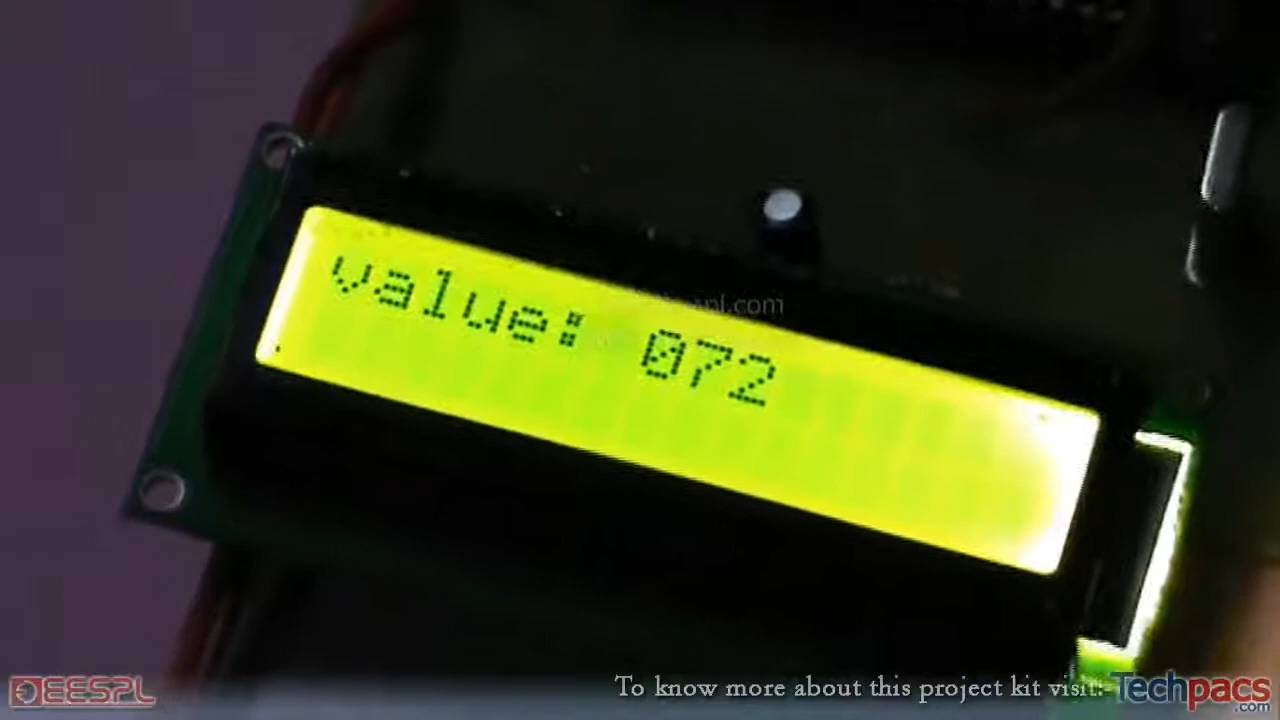 value: 072
To know more about this project kit visit:- Techpacs
.com
EESPL